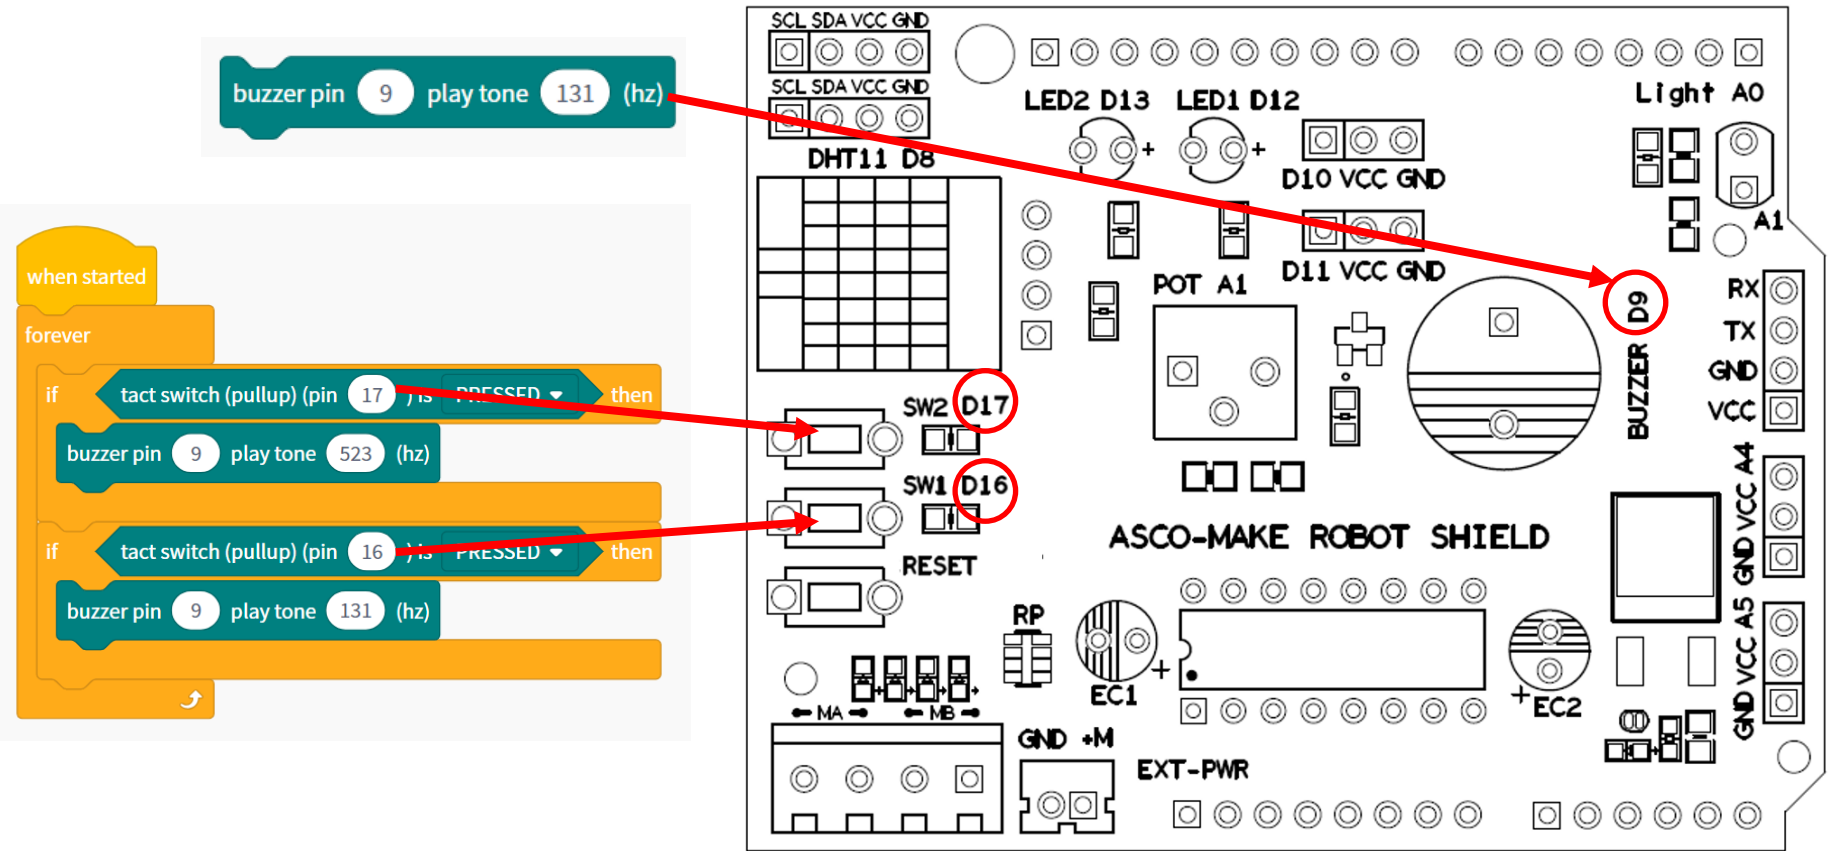 buzzer pin 9 play tone 131 (hz)
when started
forever
if tact switch (pullup) (pin 17 ) is PRESSED then
buzzer pin 9 play tone 523 (hz)
if tact switch (pullup) (pin 16 ) is PRESSED then
buzzer pin 9 play tone 131 (hz)
SCL SDA VCC GND
SCL SDA VCC GND
DHT11 D8
LED2 D13
LED1 D12
D10 VCC GND
D11 VCC GND
Light A0
A1
POT A1
BUZZER D9
RX
TX
GND
VCC
SW2 D17
SW1 D16
RESET
ASCO-MAKE ROBOT SHIELD
GND VCC A4
GND VCC A5
RP
EC1
+
EC2
+
MA
MB
GND +M
EXT-PWR
+
+